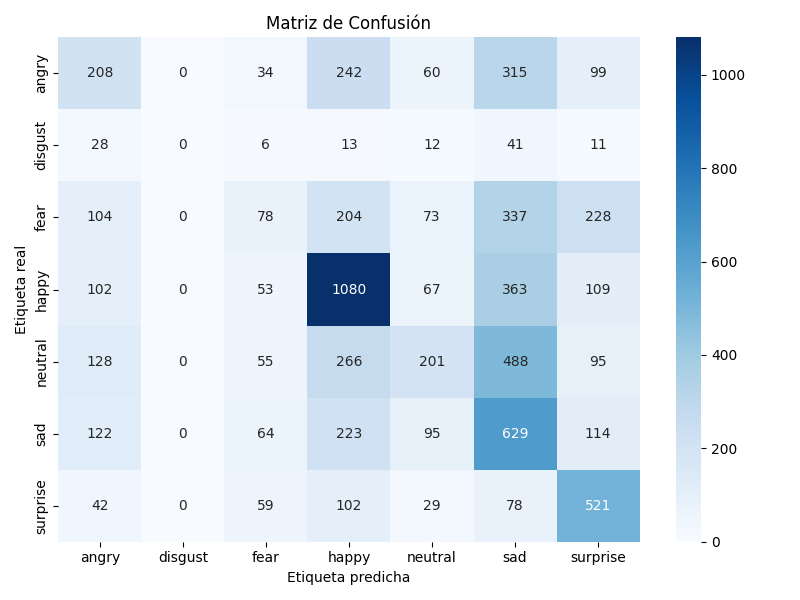 Matriz de Confusión
Etiqueta real
angry 208 0 34 242 60 315 99
disgust 28 0 6 13 12 41 11
fear 104 0 78 204 73 337 228
happy 102 0 53 1080 67 363 109
neutral 128 0 55 266 201 488 95
sad 122 0 64 223 95 629 114
surprise 42 0 59 102 29 78 521
angry disgust fear happy neutral sad surprise
Etiqueta predicha
1000
800
600
400
200
0